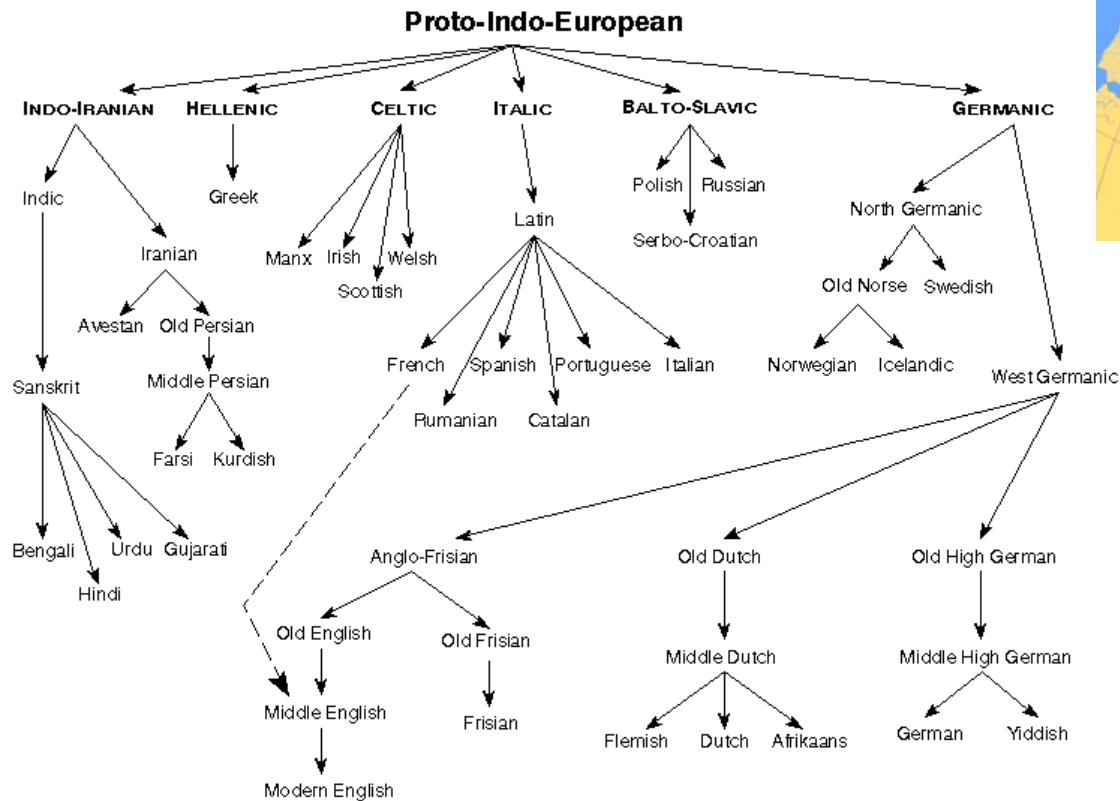 Proto-Indo-European
INDO-IRANIAN HELLENIC CELTIC ITALIC BALTO-SLAVIC GERMANIC
Indic Greek Polish Russian
North Germanic
Latin
Iranian Manx Irish Welsh Serbo-Croatian
Scottish Old Norse Swedish
Avestan Old Persian
French Spanish Portuguese Italian Norwegian Icelandic
Sanskrit Middle Persian West Germanic
Rumanian Catalan
Farsi Kurdish
Bengali Urdu Gujarati Anglo-Frisian Old Dutch Old High German
Hindi
Old English Old Frisian
Middle Dutch Middle High German
Middle English Frisian
Flemish Dutch Afrikaans German Yiddish
Modern English